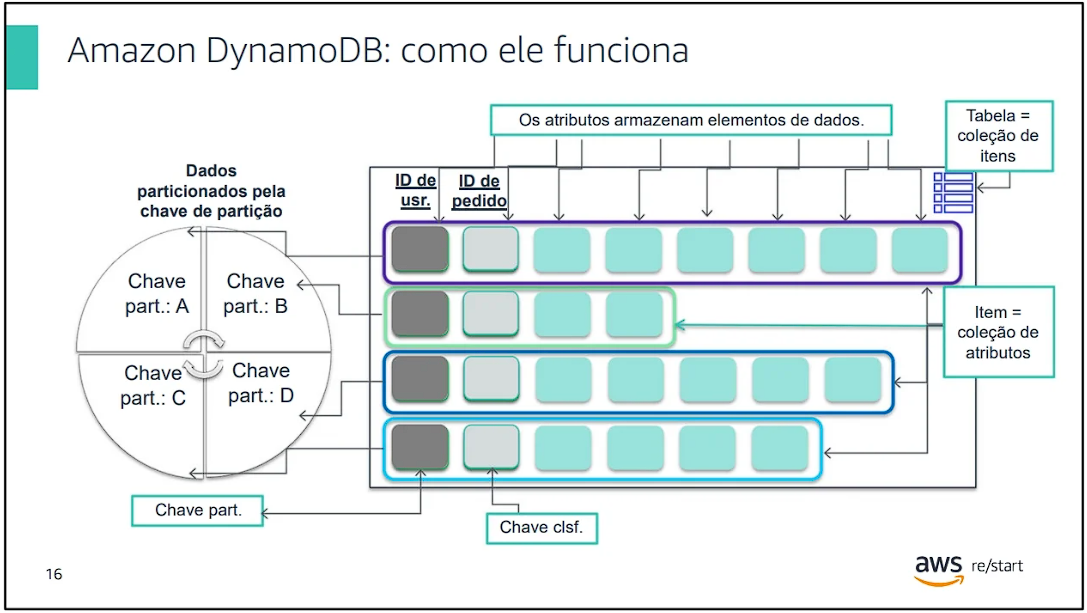 Amazon DynamoDB: como ele funciona
Os atributos armazenam elementos de dados.
Tabela =
coleção de
itens
Dados
particionados pela
chave de partição
ID de
usr.
ID de
pedido
Chave
part.: A
Chave
part.: B
Chave
part.: C
Chave
part.: D
Item =
coleção de
atributos
Chave part.
Chave clsf.
16
aws re/start